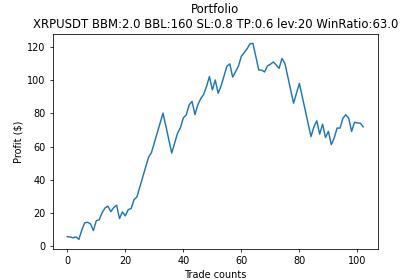 Portfolio
XRPUSDT BBM:2.0 BBL:160 SL:0.8 TP:0.6 lev:20 WinRatio:63.0
Profit ($)
120
100
80
60
40
20
0
0 20 40 60 80 100
Trade counts